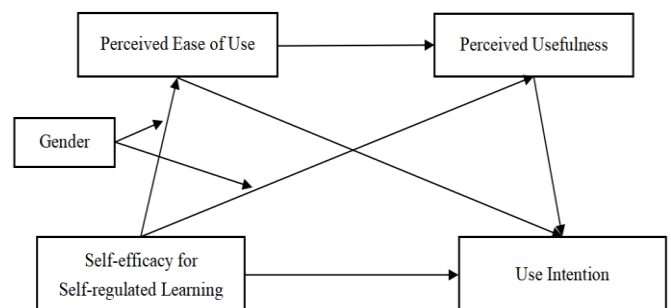 Perceived Ease of Use
Perceived Usefulness
Gender
Self-efficacy for
Self-regulated Learning
Use Intention